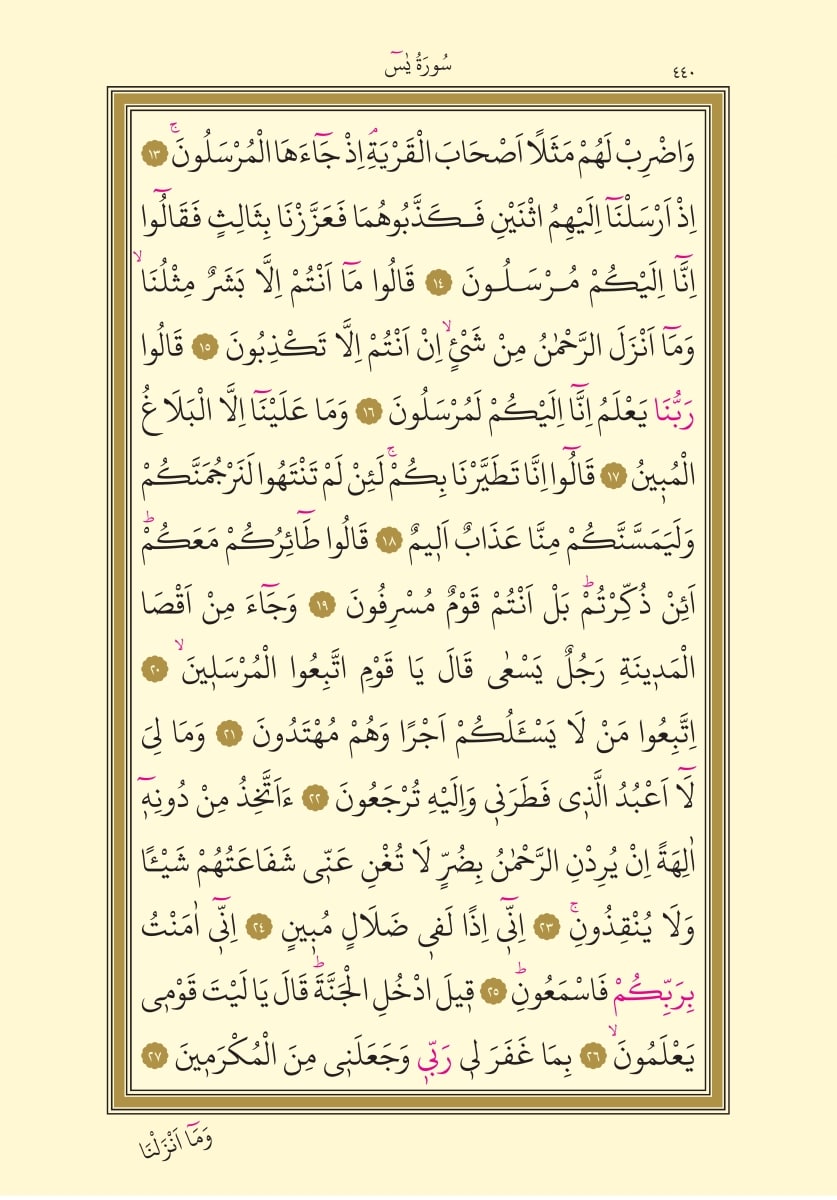 ٤٤٠
سُورَةُ يٰسٓ
وَاضْرِبْ لَهُمْ مَثَلًا اَصْحَابَ الْقَرْيَةِۢ اِذْ جَٓاءَهَا الْمُرْسَلُونَۚ ﴿١٣﴾
اِذْ اَرْسَلْنَٓا اِلَيْهِمُ اثْنَيْنِ فَكَذَّبُوهُمَا فَعَزَّزْنَا بِثَالِثٍ فَقَالُٓوا
اِنَّٓا اِلَيْكُمْ مُرْسَلُونَ ﴿١٤﴾ قَالُوا مَٓا اَنْتُمْ اِلَّا بَشَرٌ مِثْلُنَاۙ
وَمَٓا اَنْزَلَ الرَّحْمٰنُ مِنْ شَيْءٍۙ اِنْ اَنْتُمْ اِلَّا تَكْذِبُونَ ﴿١٥﴾ قَالُوا
رَبُّنَا يَعْلَمُ اِنَّٓا اِلَيْكُمْ لَمُرْسَلُونَ ﴿١٦﴾ وَمَا عَلَيْنَٓا اِلَّا الْبَلَاغُ
الْمُب۪ينُ ﴿١٧﴾ قَالُٓوا اِنَّا تَطَيَّرْنَا بِكُمْۚ لَئِنْ لَمْ تَنْتَهُوا لَنَرْجُمَنَّكُمْ
وَلَيَمَسَّنَّكُمْ مِنَّا عَذَابٌ اَل۪يمٌ ﴿١٨﴾ قَالُوا طَٓائِرُكُمْ مَعَكُمْۜ
اَئِنْ ذُكِّرْتُمْۜ بَلْ اَنْتُمْ قَوْمٌ مُسْرِفُونَ ﴿١٩﴾ وَجَٓاءَ مِنْ اَقْصَا
الْمَد۪ينَةِ رَجُلٌ يَسْعٰى قَالَ يَا قَوْمِ اتَّبِعُوا الْمُرْسَل۪ينَۙ ﴿٢٠﴾
اِتَّبِعُوا مَنْ لَا يَسْـَٔلُكُمْ اَجْرًا وَهُمْ مُهْتَدُونَ ﴿٢١﴾ وَمَا لِيَ
لَٓا اَعْبُدُ الَّذ۪ي فَطَرَن۪ي وَاِلَيْهِ تُرْجَعُونَ ﴿٢٢﴾ ءَاَتَّخِذُ مِنْ دُونِه۪ٓ
اٰلِهَةً اِنْ يُرِدْنِ الرَّحْمٰنُ بِضُرٍّ لَا تُغْنِ عَنّ۪ي شَفَاعَتُهُمْ شَيْـًٔا
وَلَا يُنْقِذُونِۚ ﴿٢٣﴾ اِنّ۪ٓي اِذًا لَف۪ي ضَلَالٍ مُب۪ينٍ ﴿٢٤﴾ اِنّ۪ٓي اٰمَنْتُ
بِرَبِّكُمْ فَاسْمَعُونِۜ ﴿٢٥﴾ ق۪يلَ ادْخُلِ الْجَنَّةَۜ قَالَ يَا لَيْتَ قَوْم۪ي
يَعْلَمُونَۙ ﴿٢٦﴾ بِمَا غَفَرَ ل۪ي رَبّ۪ي وَجَعَلَن۪ي مِنَ الْمُكْرَم۪ينَ ﴿٢٧﴾
وَمَٓا اَنْزَلْنَا